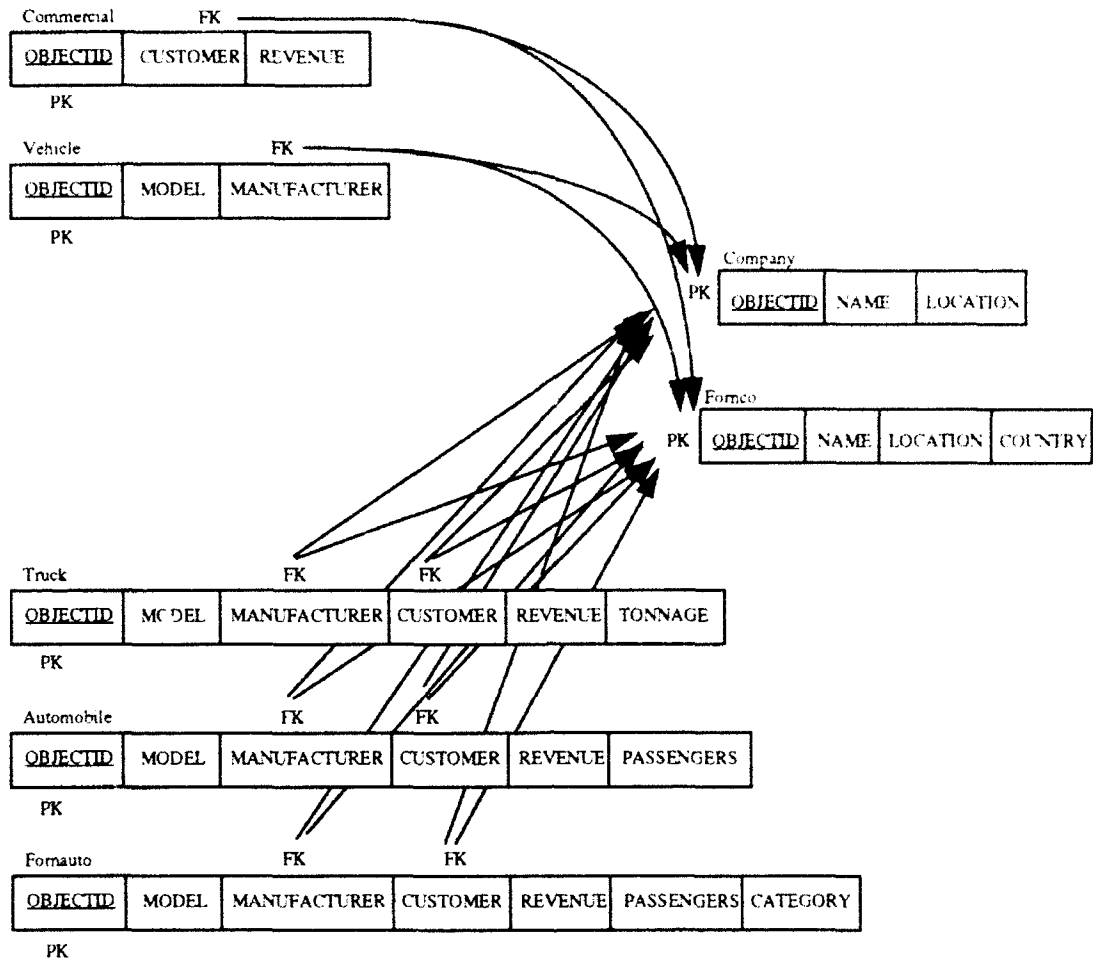 Commercial FK
OBJECTID CUSTOMER REVENUE
PK
Vehicle FK
OBJECTID MODEL MANUFACTURER
PK
Company
PK OBJECTID NAME LOCATION
Fornco
PK OBJECTID NAME LOCATION COUNTRY
FK FK
Truck
OBJECTID MODEL MANUFACTURER CUSTOMER REVENUE TONNAGE
PK
FK FK
Automobile
OBJECTID MODEL MANUFACTURER CUSTOMER REVENUE PASSENGERS
PK
FK FK
Fornauto
OBJECTID MODEL MANUFACTURER CUSTOMER REVENUE PASSENGERS CATEGORY
PK